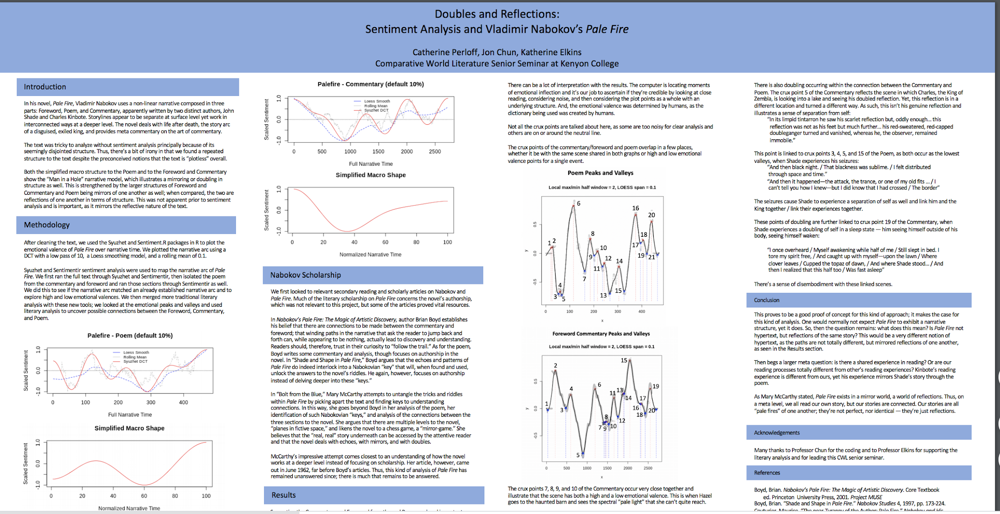 Doubles and Reflections:
Sentiment Analysis and Vladimir Nabokov's Pale Fire
Catherine Perloff, Jon Chun, Katherine Elkins
Comparative World Literature Senior Seminar at Kenyon College
Introduction
In his novel, Pale Fire, Vladimir Nabokov uses a non-linear narrative composed in three
parts: Foreword, Poem, and Commentary, apparently written by two distinct authors, John
Shade and Charles Kinbote. Storylines appear to be separate at surface level yet work in
interconnected ways at a deeper level. The novel deals with life after death, the story arc
of a disguised, exiled king, and provides meta commentary on the art of commentary.
The text was tricky to analyze without sentiment analysis principally because of its
seemingly disjointed structure. Thus, there's a bit of irony in that we found a repeated
structure to the text despite the preconceived notions that the text is "plotless" overall.
Both the simplified macro structure to the Poem and to the Foreword and Commentary
show the "Man in a Hole" narrative model, which illustrates a mirroring or doubling in
structure as well. This is strengthened by the larger structures of Foreword and
Commentary and Poem being mirrors of one another as well; when compared, the two are
reflections of one another in terms of structure. This was not apparent prior to sentiment
analysis and is important, as it mirrors the reflective nature of the text.
Methodology
After cleaning the text, we used the Syuzhet and Sentiment.R packages in R to plot the
emotional valence of Pale Fire over narrative time. We plotted the narrative arc using a
DCT with a low pass of 10, a Loess smoothing model, and a rolling mean of 0.1.
Syuzhet and Sentimentir sentiment analysis were used to map the narrative arc of Pale
Fire. We first ran the full text through Syuzhet and Sentimentir, then isolated the poem
from the commentary and foreword and ran those sections through Sentimentir as well.
We did this to see if the narrative arc matched an already established narrative arc and to
explore high and low emotional valences. We then merged more traditional literary
analysis with these new tools; we looked at the emotional peaks and valleys and used
literary analysis to uncover possible connections between the Foreword, Commentary,
and Poem.
Palefire - Poem (default 10%)
Scaled Sentiment
1.0
0.0
-1.0
Loess Smooth
Rolling Mean
Syuzhet DCT
0 100 200 300 400
Full Narrative Time
Simplified Macro Shape
Scaled Sentiment
1.0
0.0
-1.0
0 20 40 60 80 100
Normalized Narrative Time
Palefire - Commentary (default 10%)
Scaled Sentiment
1.0
0.0
-1.0
Loess Smooth
Rolling Mean
Syuzhet DCT
0 500 1000 1500 2000 2500
Full Narrative Time
Simplified Macro Shape
Scaled Sentiment
1.0
0.0
-1.0
0 20 40 60 80 100
Normalized Narrative Time
Nabokov Scholarship
We first looked to relevant secondary reading and scholarly articles on Nabokov and
Pale Fire. Much of the literary scholarship on Pale Fire concerns the novel's authorship,
which was not relevant to this project, but some of the articles proved vital resources.
In Nabokov's Pale Fire: The Magic of Artistic Discovery, author Brian Boyd establishes
his belief that there are connections to be made between the commentary and
foreword; that winding paths in the narrative that ask the reader to jump back and
forth can, while appearing to be nothing, actually lead to discovery and understanding.
Readers should, therefore, trust in their curiosity to "follow the trail." As for the poem,
Boyd writes some commentary and analysis, though focuses on authorship in the
novel. In "Shade and Shape in Pale Fire," Boyd argues that the echoes and patterns of
Pale Fire do indeed interlock into a Nabokovian "key" that will, when found and used,
unlock the answers to the novel's riddles. He again, however, focuses on authorship
instead of delving deeper into these "keys."
In "Bolt from the Blue," Mary McCarthy attempts to untangle the tricks and riddles
within Pale Fire by picking apart the text and finding keys to understanding
connections. In this way, she goes beyond Boyd in her analysis of the poem, her
identification of such Nabokovian "keys," and analysis of the connections between the
three sections to the novel. She argues that there are multiple levels to the novel,
"planes in fictive space," and likens the novel to a chess game, a "mirror-game." She
believes that the "real, real" story underneath can be accessed by the attentive reader
and that the novel deals with echoes, with mirrors, and with doubles.
McCarthy's impressive attempt comes closest to an understanding of how the novel
works at a deeper level instead of focusing on scholarship. Her article, however, came
out in June 1962, far before Boyd's articles. Thus, this kind of analysis of Pale Fire has
remained unanswered since; there is much that remains to be answered.
Results
There can be a lot of interpretation with the results. The computer is locating moments
of emotional inflection and it's our job to ascertain if they're credible by looking at close
reading, considering noise, and then considering the plot points as a whole with an
underlying structure. And, the emotional valence was determined by humans, as the
dictionary being used was created by humans.
Not all the crux points are talked about here, as some are too noisy for clear analysis and
others are on or around the neutral line.
The crux points of the commentary/foreword and poem overlap in a few places,
whether it be with the same scene shared in both graphs or high and low emotional
valence points for a single event.
Poem Peaks and Valleys
Local max/min half window = 2, LOESS span = 0.1
y
0.5
0.0
-0.5
1 2 3 4 5 6 7 8 9 10 11 12 13 14 15 16 17 18 19 20 21
0 100 200 300 400
x
Foreword Commentary Peaks and Valleys
Local max/min half window = 2, LOESS span = 0.1
y
0.5
0.0
-0.5
1 2 3 4 5 6 7 8 9 10 11 12 13 14 15 16 17 18 19 20
0 500 1000 1500 2000 2500
x
The crux points 7, 8, 9, and 10 of the Commentary occur very close together and
illustrate that the scene has both a high and a low emotional valence. This is when Hazel
goes to the haunted barn and sees the spectral "pale light" that she can't quite reach.
There is also doubling occurring within the connection between the Commentary and
Poem. The crux point 5 of the Commentary reflects the scene in which Charles, the King of
Zembla, is looking into a lake and seeing his doubled reflection. Yet, this reflection is in a
different location and turned a different way. As such, this isn't his genuine reflection and
illustrates a sense of separation from self:
"In its limpid tintarron he saw his scarlet reflection but, oddly enough... this
reflection was not as his feet but much further... his red-sweatered, red-capped
doubleganger turned and vanished, whereas he, the observer, remained
immobile."
This point is linked to crux points 3, 4, 5, and 15 of the Poem, as both occur as the lowest
valleys, when Shade experiences his seizures:
"And then black night. / That blackness was sublime. / I felt distributed
through space and time."
"And then it happened—the attack, the trance, or one of my old fits ... / I
can't tell you how I knew—but I did know that I had crossed / The border"
The seizures cause Shade to experience a separation of self as well and link him and the
King together / link their experiences together.
These points of doubling are further linked to crux point 19 of the Commentary, when
Shade experiences a doubling of self in a sleep state — him seeing himself outside of his
body, seeing himself waken:
"I once overheard / Myself awakening while half of me / Still slept in bed. I
tore my spirit free, / And caught up with myself—upon the lawn / Where
clover leaves / Cupped the topaz of dawn, / And where Shade stood... / And
then I realized that this half too / Was fast asleep"
There's a sense of disembodiment with these linked scenes.
Conclusion
This proves to be a good proof of concept for this kind of approach; it makes the case for
this kind of analysis. One would normally not expect Pale Fire to exhibit a narrative
structure, yet it does. So, then the question remains: what does this mean? Is Pale Fire not
hypertext, but reflections of the same story? This would be a very different notion of
hypertext, as the paths are not totally different, but mirrored reflections of one another,
as seen in the Results section.
Then begs a larger meta question: is there a shared experience in reading? Or are our
reading processes totally different from other's reading experiences? Kinbote's reading
experience is different from ours, yet his experience mirrors Shade's story through the
poem.
As Mary McCarthy stated, Pale Fire exists in a mirror world, a world of reflections. Thus, on
a meta level, we all read our own story, but our stories are connected. Our stories are all
"pale fires" of one another; they're not perfect, nor identical — they're just reflections.
Acknowledgements
Many thanks to Professor Chun for the coding and to Professor Elkins for supporting the
literary analysis and for leading this CWL senior seminar.
References
Boyd, Brian. Nabokov's Pale Fire: The Magic of Artistic Discovery. Core Textbook
ed. Princeton University Press, 2001. Project MUSE
Boyd, Brian. "Shade and Shape in Pale Fire." Nabokov Studies 4, 1997, pp. 173-224.